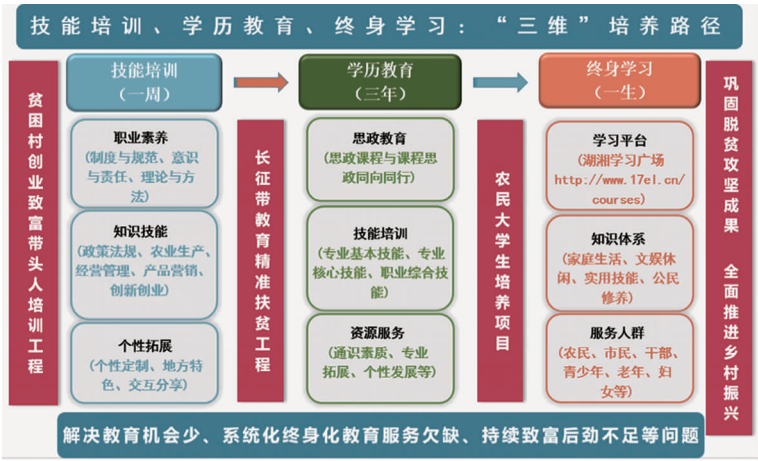 技能培训、学历教育、终身学习：“三维”培养路径
贫困村创业致富带头人培训工程
技能培训
（一周）
职业素养
(制度与规范、意识
与责任、理论与方
法)
知识技能
(政策法规、农业生产、
经营管理、产品营销、
创新创业)
个性拓展
(个性定制、地方特
色、交互分享)
长征带教育精准扶贫工程
学历教育
（三年）
思政教育
(思政课程与课程思
政同向同行)
技能培训
(专业基本技能、专业
核心技能、职业综合技
能)
资源服务
(通识素质、专业
拓展、个性发展等)
农民大学生培养项目
终身学习
（一生）
学习平台
(湖湘学习广场
http://www.17el.cn/
courses)
知识体系
(家庭生活、文娱休
闲、实用技能、公民
修养)
服务人群
(农民、市民、干部、
青少年、老年、妇
女等)
巩固脱贫攻坚成果 全面推进乡村振兴
解决教育机会少、系统化终身化教育服务欠缺、持续致富后劲不足等问题